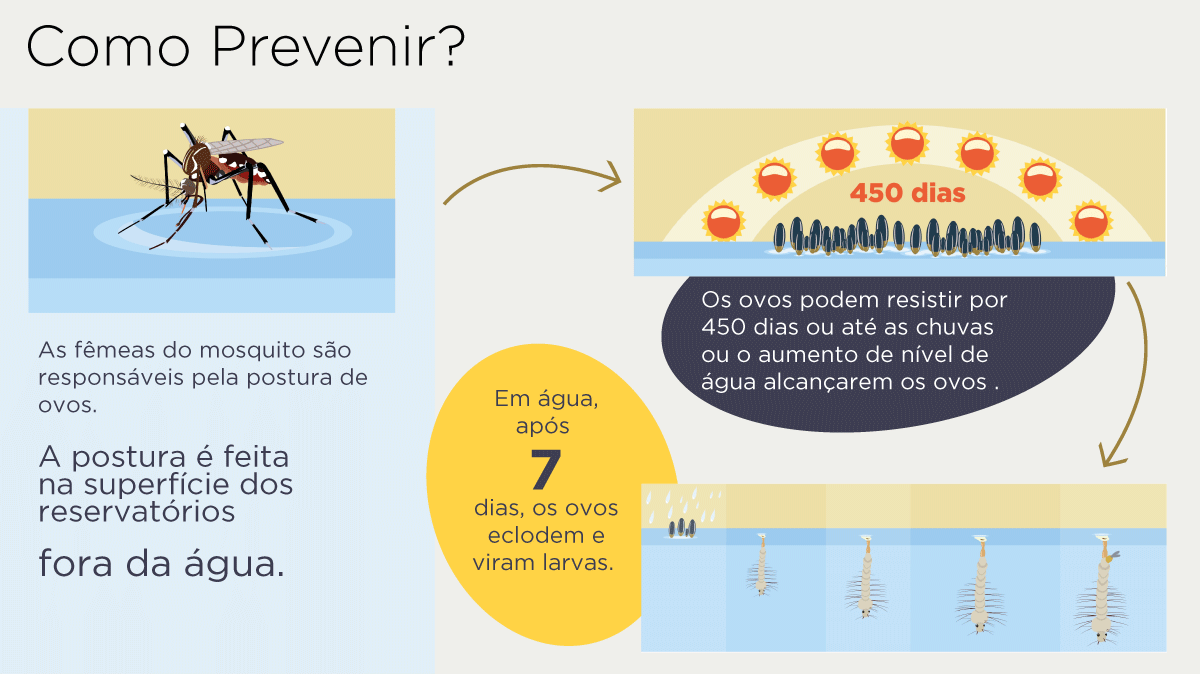 Como Prevenir?
As fêmeas do mosquito são
responsáveis pela postura de
ovos.
A postura é feita
na superfície dos
reservatórios
fora da água.
450 dias
Os ovos podem resistir por
450 dias ou até as chuvas
ou o aumento de nível de
água alcançarem os ovos .
Em água,
após
7
dias, os ovos
eclodem e
viram larvas.